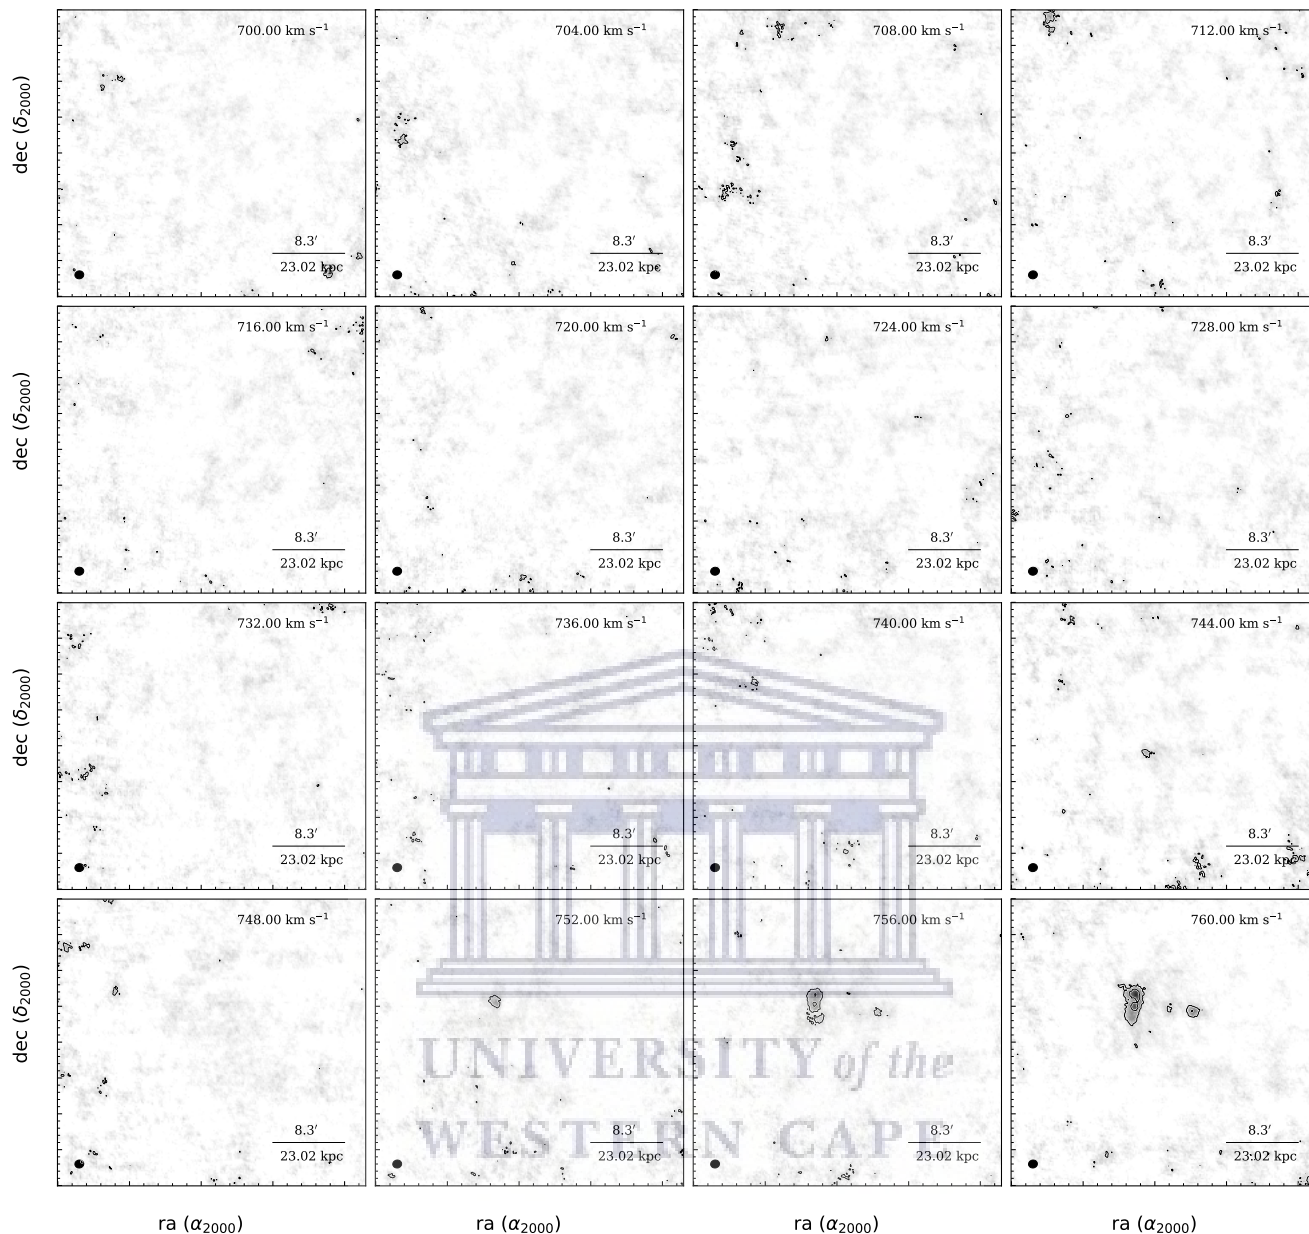 dec (δ2000)
700.00 km s−1
8.3′
23.02 kpc
704.00 km s−1
8.3′
23.02 kpc
708.00 km s−1
8.3′
23.02 kpc
712.00 km s−1
8.3′
23.02 kpc
dec (δ2000)
716.00 km s−1
8.3′
23.02 kpc
720.00 km s−1
8.3′
23.02 kpc
724.00 km s−1
8.3′
23.02 kpc
728.00 km s−1
8.3′
23.02 kpc
dec (δ2000)
732.00 km s−1
8.3′
23.02 kpc
736.00 km s−1
8.3′
23.02 kpc
740.00 km s−1
8.3′
23.02 kpc
744.00 km s−1
8.3′
23.02 kpc
dec (δ2000)
748.00 km s−1
8.3′
23.02 kpc
752.00 km s−1
8.3′
23.02 kpc
756.00 km s−1
8.3′
23.02 kpc
760.00 km s−1
8.3′
23.02 kpc
UNIVERSITY of the
WESTERN CAPE
ra (α2000)
ra (α2000)
ra (α2000)
ra (α2000)